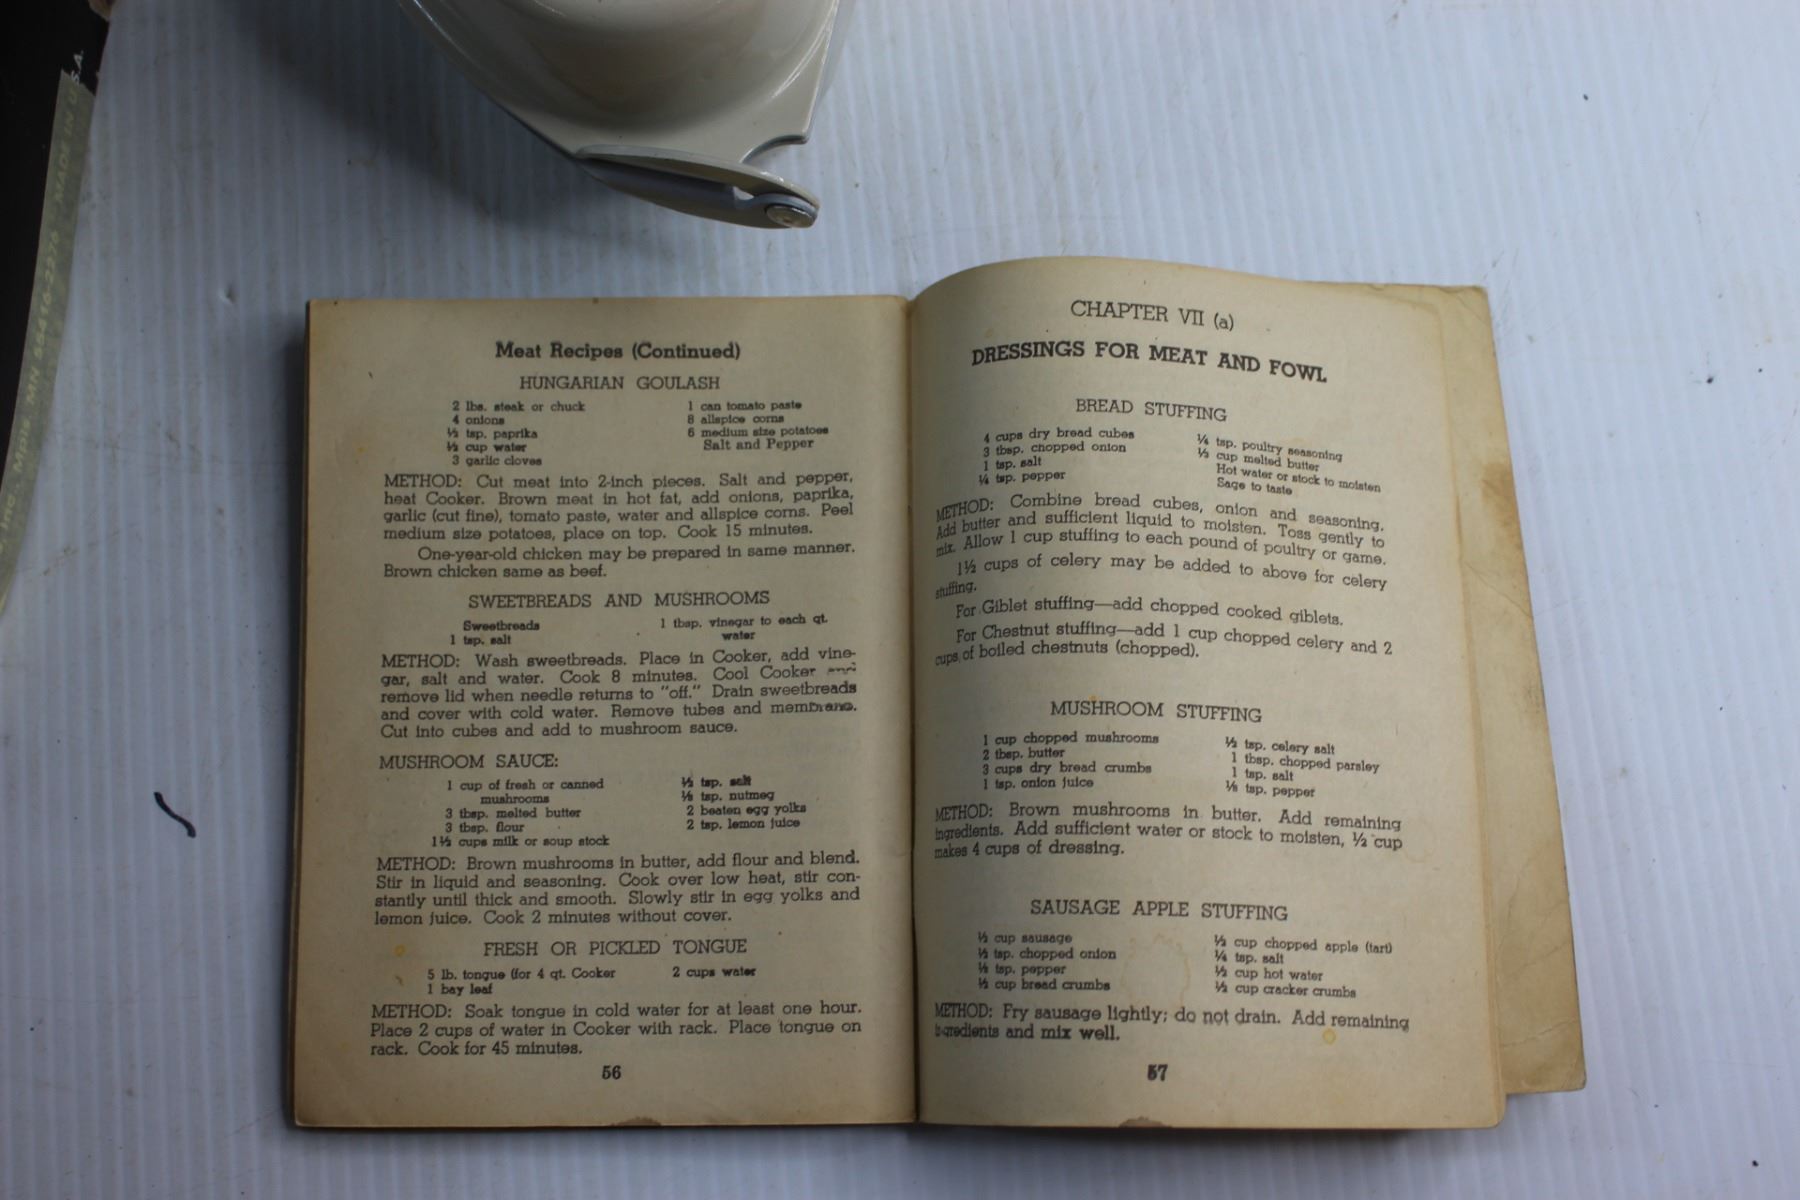 S.A.
Inc. - Mpls, MN 55416-2276 MADE IN U
Meat Recipes (Continued)
HUNGARIAN GOULASH
2 lbs. steak or chuck
4 onions
½ tsp. paprika
½ cup water
3 garlic cloves
1 can tomato paste
8 allspice corns
6 medium size potatoes
Salt and Pepper
METHOD: Cut meat into 2-inch pieces. Salt and pepper,
heat Cooker. Brown meat in hot fat, add onions, paprika,
garlic (cut fine), tomato paste, water and allspice corns. Peel
medium size potatoes, place on top. Cook 15 minutes.
One-year-old chicken may be prepared in same manner.
Brown chicken same as beef.
SWEETBREADS AND MUSHROOMS
Sweetbreads
1 tsp. salt
1 tbsp. vinegar to each qt.
water
METHOD: Wash sweetbreads. Place in Cooker, add vine-
gar, salt and water. Cook 8 minutes. Cool Cooker and
remove lid when needle returns to "off." Drain sweetbreads
and cover with cold water. Remove tubes and membrane.
Cut into cubes and add to mushroom sauce.
MUSHROOM SAUCE:
1 cup of fresh or canned
mushrooms
3 tbsp. melted butter
3 tbsp. flour
1½ cups milk or soup stock
½ tsp. salt
⅛ tsp. nutmeg
2 beaten egg yolks
2 tsp. lemon juice
METHOD: Brown mushrooms in butter, add flour and blend.
Stir in liquid and seasoning. Cook over low heat, stir con-
stantly until thick and smooth. Slowly stir in egg yolks and
lemon juice. Cook 2 minutes without cover.
FRESH OR PICKLED TONGUE
5 lb. tongue (for 4 qt. Cooker
1 bay leaf
2 cups water
METHOD: Soak tongue in cold water for at least one hour.
Place 2 cups of water in Cooker with rack. Place tongue on
rack. Cook for 45 minutes.
56
CHAPTER VII (a)
DRESSINGS FOR MEAT AND FOWL
BREAD STUFFING
4 cups dry bread cubes
3 tbsp. chopped onion
1 tsp. salt
¼ tsp. pepper
¼ tsp. poultry seasoning
⅓ cup melted butter
Hot water or stock to moisten
Sage to taste
METHOD: Combine bread cubes, onion and seasoning.
Add butter and sufficient liquid to moisten. Toss gently to
mix. Allow 1 cup stuffing to each pound of poultry or game.
1½ cups of celery may be added to above for celery
stuffing.
For Giblet stuffing—add chopped cooked giblets.
For Chestnut stuffing—add 1 cup chopped celery and 2
cups of boiled chestnuts (chopped).
MUSHROOM STUFFING
1 cup chopped mushrooms
2 tbsp. butter
3 cups dry bread crumbs
1 tsp. onion juice
½ tsp. celery salt
1 tbsp. chopped parsley
1 tsp. salt
⅛ tsp. pepper
METHOD: Brown mushrooms in butter. Add remaining
ingredients. Add sufficient water or stock to moisten, ½ cup
makes 4 cups of dressing.
SAUSAGE APPLE STUFFING
½ cup sausage
½ tsp. chopped onion
⅛ tsp. pepper
½ cup bread crumbs
½ cup chopped apple (tart)
¼ tsp. salt
½ cup hot water
½ cup cracker crumbs
METHOD: Fry sausage lightly; do not drain. Add remaining
ingredients and mix well.
57